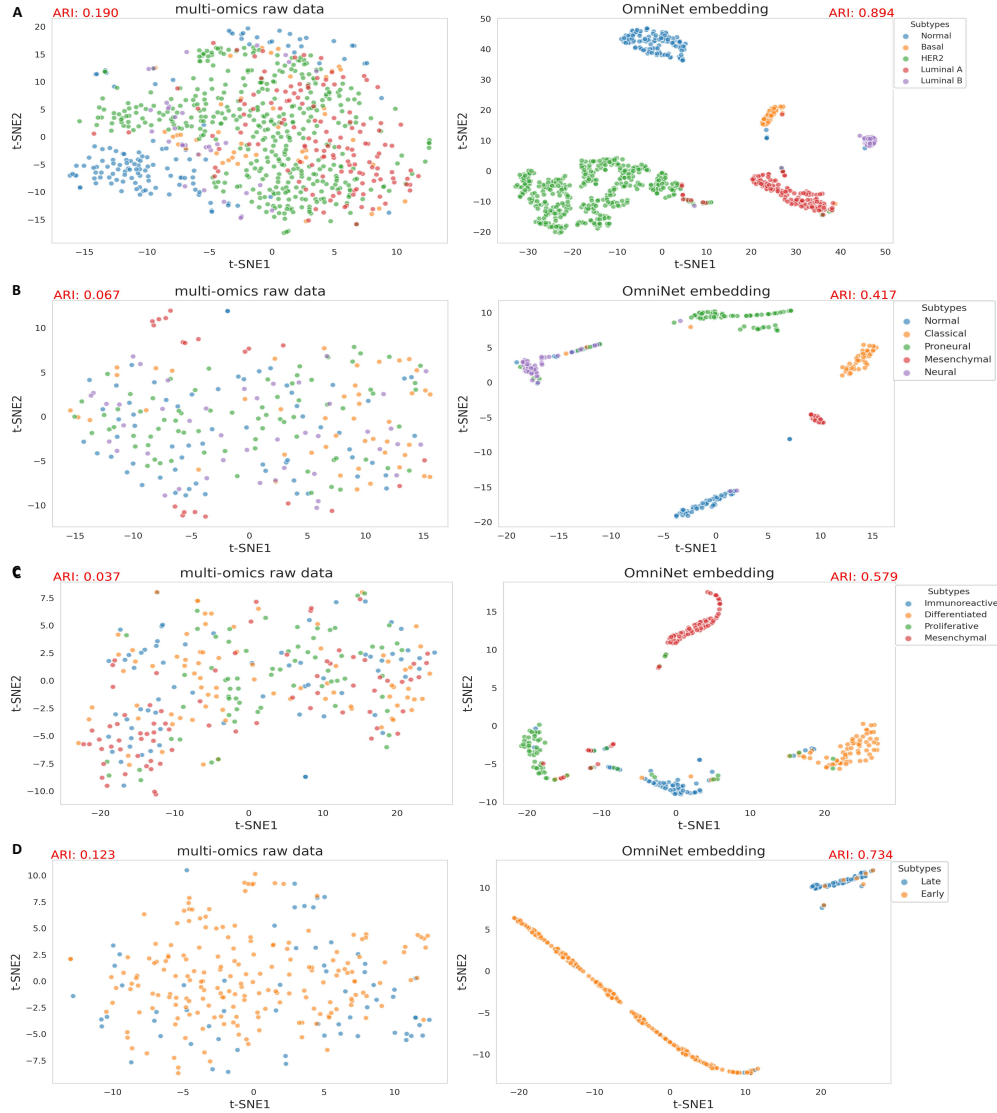 A
ARI: 0.190
multi-omics raw data
OmniNet embedding
ARI: 0.894
Subtypes
Normal
Basal
HER2
Luminal A
Luminal B
t-SNE2
20
15
10
5
0
−5
−10
−15
−15
−10
−5
0
5
10
t-SNE1
t-SNE2
50
40
30
20
10
0
−10
−20
−30
−20
−10
0
10
20
30
40
50
t-SNE1
B
ARI: 0.067
multi-omics raw data
OmniNet embedding
ARI: 0.417
Subtypes
Normal
Classical
Proneural
Mesenchymal
Neural
t-SNE2
10
5
0
−5
−10
−15
−10
−5
0
5
10
15
t-SNE1
t-SNE2
10
5
0
−5
−10
−15
−20
−20
−15
−10
−5
0
5
10
15
t-SNE1
C
ARI: 0.037
multi-omics raw data
OmniNet embedding
ARI: 0.579
Subtypes
Immunoreactive
Differentiated
Proliferative
Mesenchymal
t-SNE2
7.5
5.0
2.5
0.0
−2.5
−5.0
−7.5
−10.0
−20
−10
0
10
20
t-SNE1
t-SNE2
15
10
5
0
−5
−10
−20
−10
0
10
20
t-SNE1
D
ARI: 0.123
multi-omics raw data
OmniNet embedding
ARI: 0.734
Subtypes
Late
Early
t-SNE2
10.0
7.5
5.0
2.5
0.0
−2.5
−5.0
−7.5
−10
−5
0
5
10
t-SNE1
t-SNE2
10
5
0
−5
−10
−20
−10
0
10
20
t-SNE1